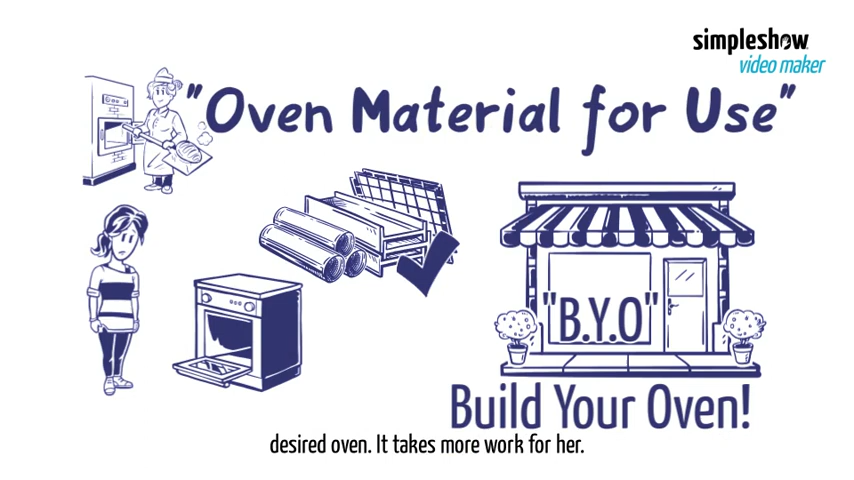 simpleshow
video maker
"Oven Material for Use"
"B.Y.O"
Build Your Oven!
desired oven. It takes more work for her.